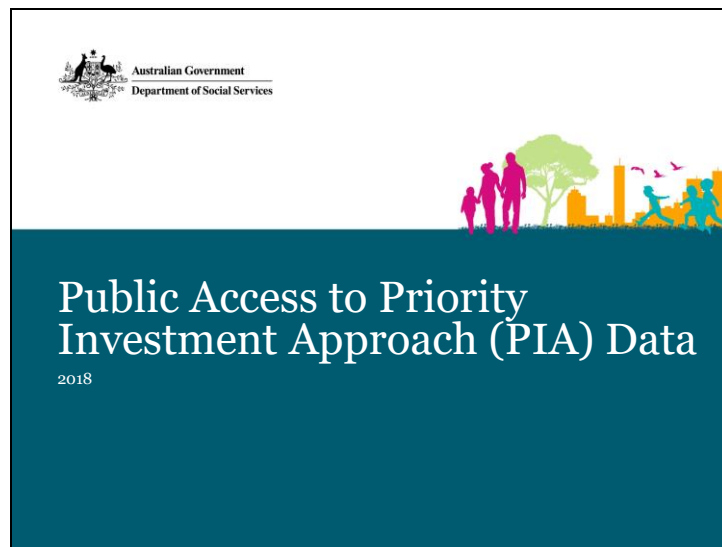 Australian Government
Department of Social Services
Public Access to Priority
Investment Approach (PIA) Data
2018